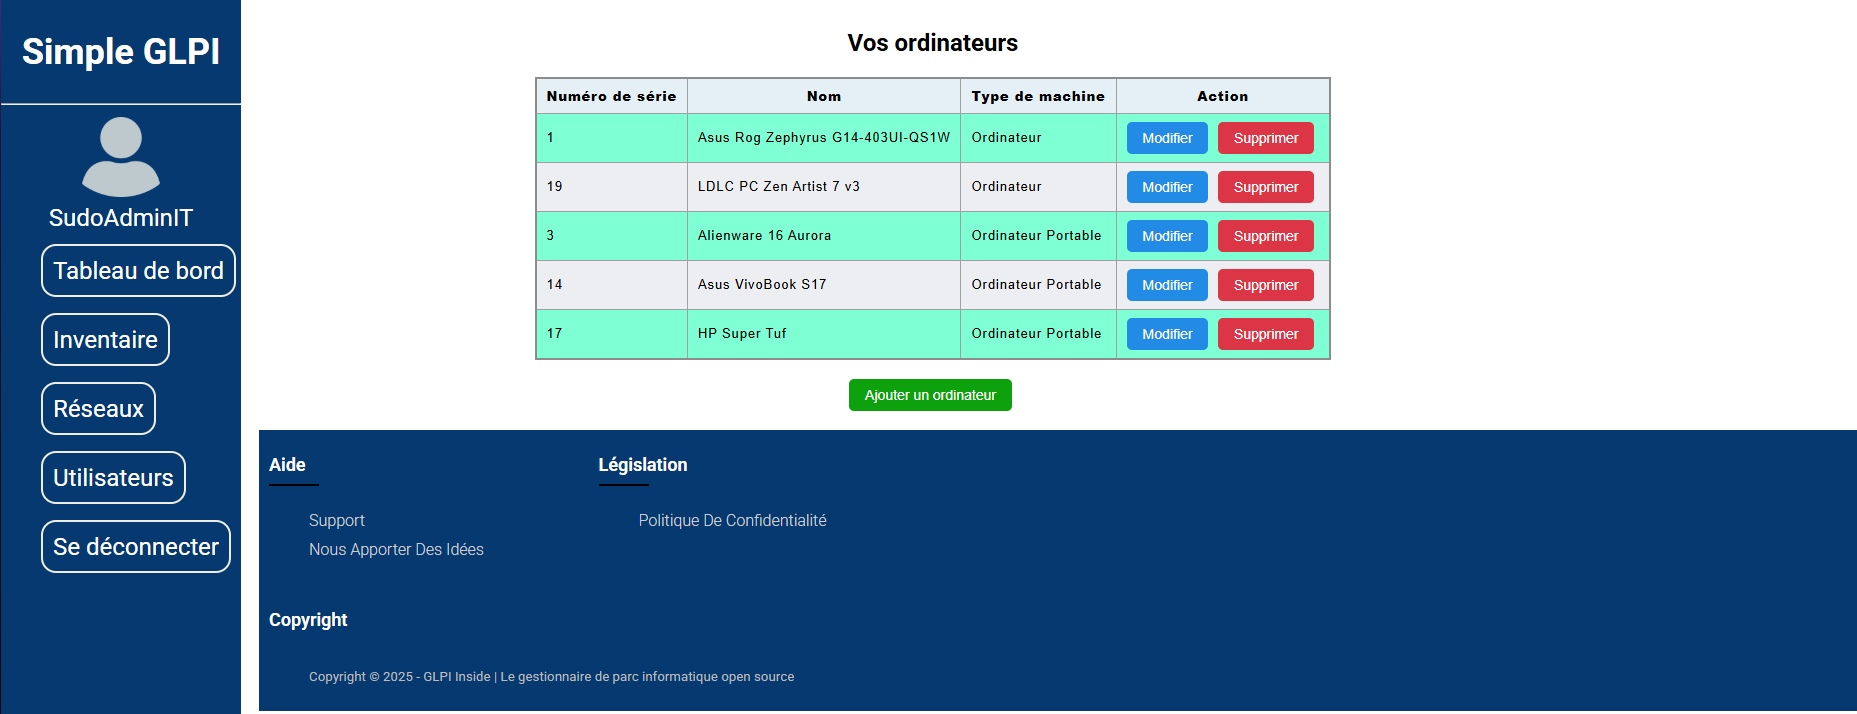 Simple GLPI
SudoAdminIT
Tableau de bord
Inventaire
Réseaux
Utilisateurs
Se déconnecter
Vos ordinateurs
Numéro de série Nom Type de machine Action
1 Asus Rog Zephyrus G14-403UI-QS1W Ordinateur Modifier Supprimer
19 LDLC PC Zen Artist 7 v3 Ordinateur Modifier Supprimer
3 Alienware 16 Aurora Ordinateur Portable Modifier Supprimer
14 Asus VivoBook S17 Ordinateur Portable Modifier Supprimer
17 HP Super Tuf Ordinateur Portable Modifier Supprimer
Ajouter un ordinateur
Aide
Support
Nous Apporter Des Idées
Législation
Politique De Confidentialité
Copyright
Copyright © 2025 - GLPI Inside | Le gestionnaire de parc informatique open source